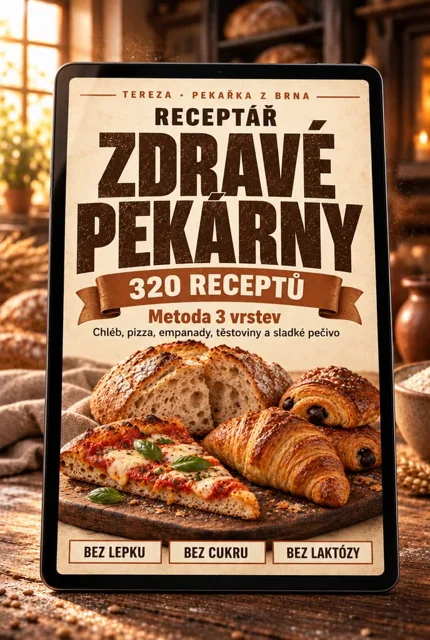 TEREZA • PEKAŘKA Z BRNA
RECEPTÁŘ
ZDRAVÉ
PEKÁRNY
320 RECEPTŮ
Metoda 3 vrstev
Chléb, pizza, empanady, těstoviny a sladké pečivo
BEZ LEPKU
BEZ CUKRU
BEZ LAKTÓZY